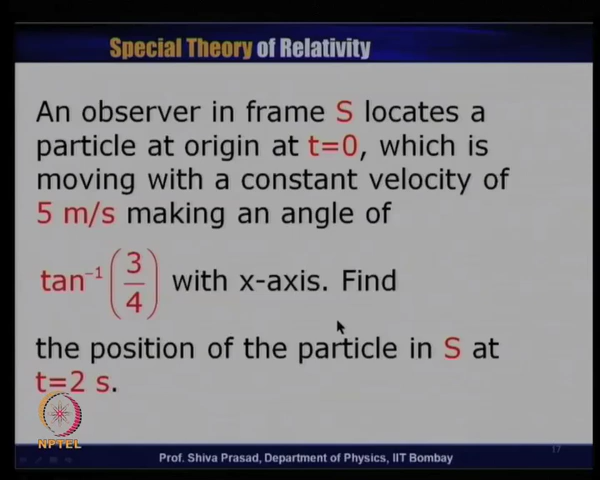 Special Theory of Relativity
An observer in frame S locates a
particle at origin at t=0, which is
moving with a constant velocity of
5 m/s making an angle of
tan⁻¹(3/4) with x-axis. Find
the position of the particle in S at
t=2 s.
NPTEL
Prof. Shiva Prasad, Department of Physics, IIT Bombay
17